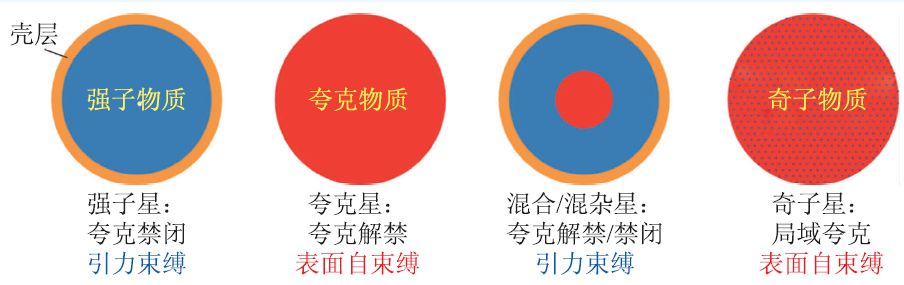 壳层
强子物质
夸克物质
奇子物质
强子星：
夸克禁闭
引力束缚
夸克星：
夸克解禁
表面自束缚
混合/混杂星：
夸克解禁/禁闭
引力束缚
奇子星：
局域夸克
表面自束缚